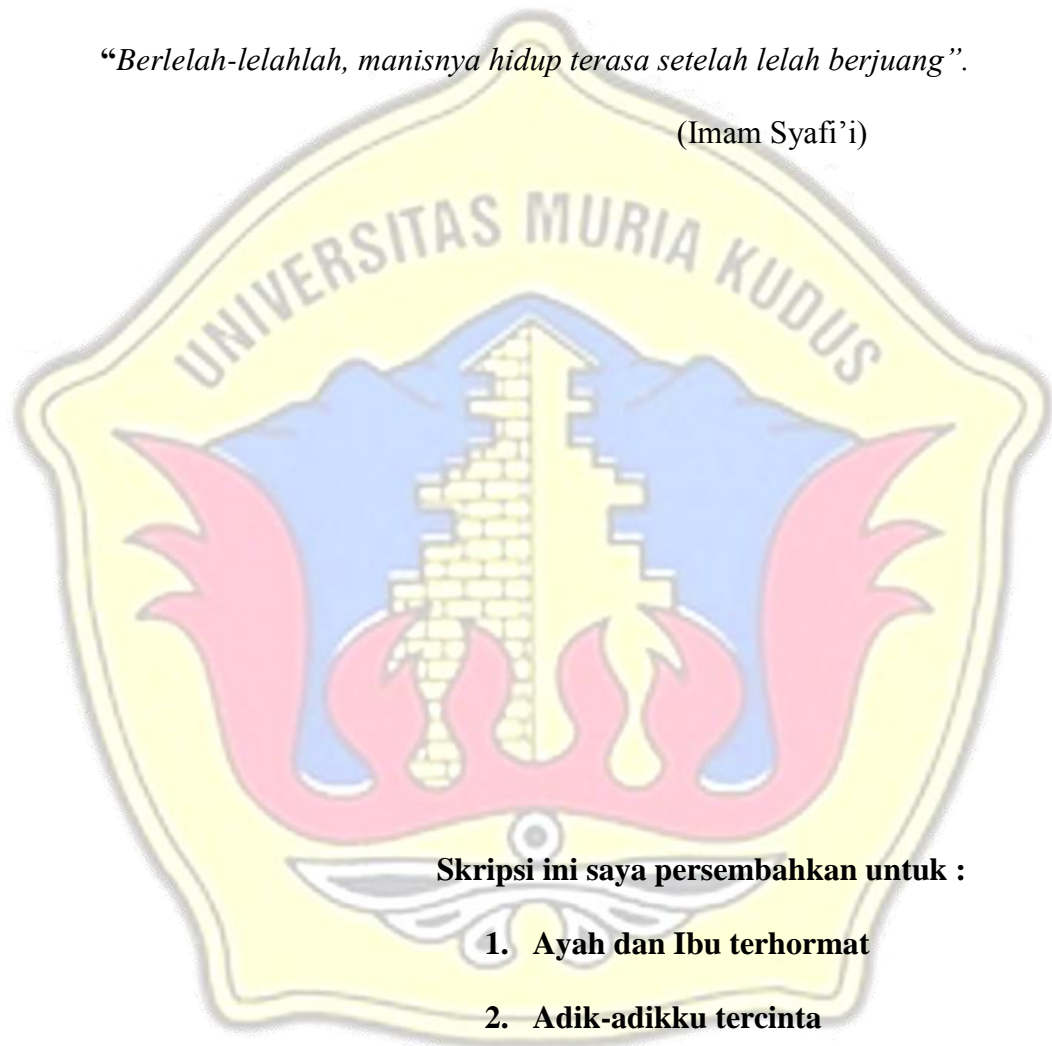 “Berlelah-lelahlah, manisnya hidup terasa setelah lelah berjuang”.
(Imam Syafi’i)
UNIVERSITAS MURIA KUDUS
Skripsi ini saya persembahkan untuk :
1. Ayah dan Ibu terhormat
2. Adik-adikku tercinta